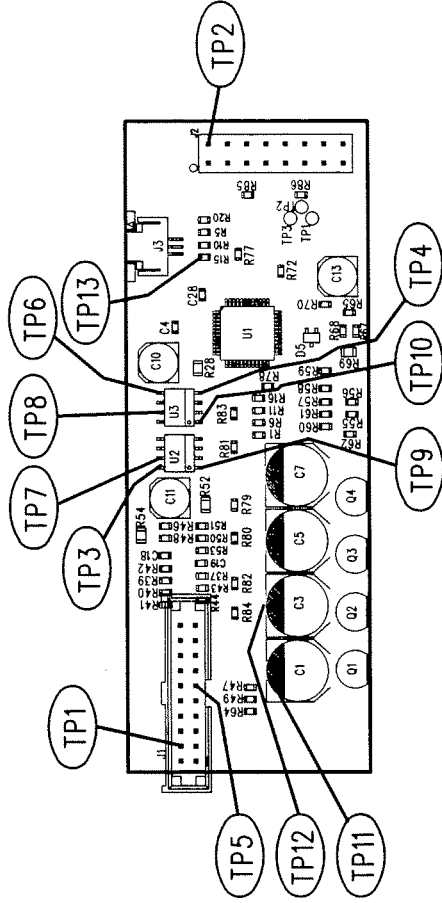 TP1
TP3
TP7
TP8
TP6
TP13
TP2
TP5
TP12
TP11
TP9
TP10
TP4
J1
R41
R40
R39
R42
C18
R54
R46
R48
C11
R52
R51
R50
R53
C19
R37
R43
R44
U2
U3
C10
R28
C4
C28
J3
R15
R10
R5
R20
R77
J2
R85
R86
TP2
TP3
TP1
R72
U1
R78
R16
R11
R6
R1
R83
R81
R79
R80
R82
R84
R47
R49
R64
C1
C3
C5
C7
Q1
Q2
Q3
Q4
R59
R58
R57
R61
R60
R56
R55
R62
D5
R70
C13
R65
R68
R67
R69